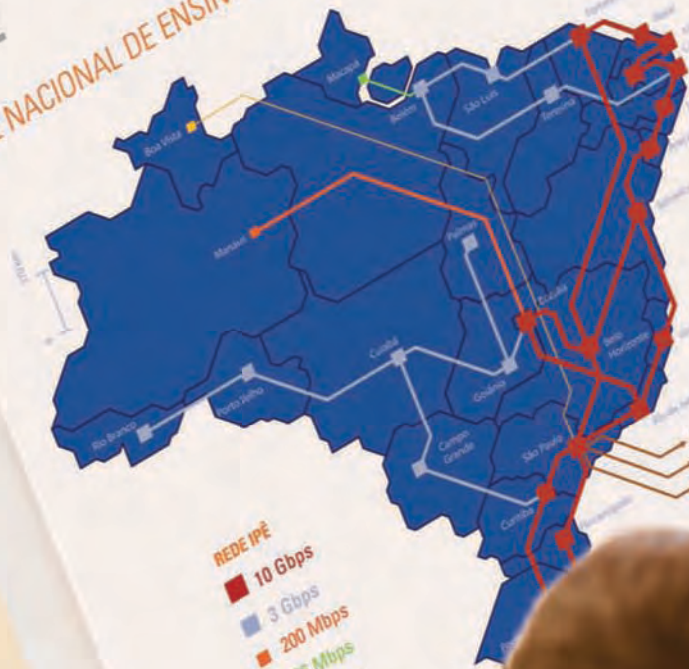 NACIONAL DE ENSIN
Macapá
Boa Vista
Belém
São Luís
Teresina
Manaus
Palmas
Brasília
Cuiabá
Goiânia
Belo
Horizonte
Porto Velho
Rio Branco
Campo
Grande
São Paulo
Curitiba
REDE IPÊ
10 Gbps
3 Gbps
200 Mbps
Mbps